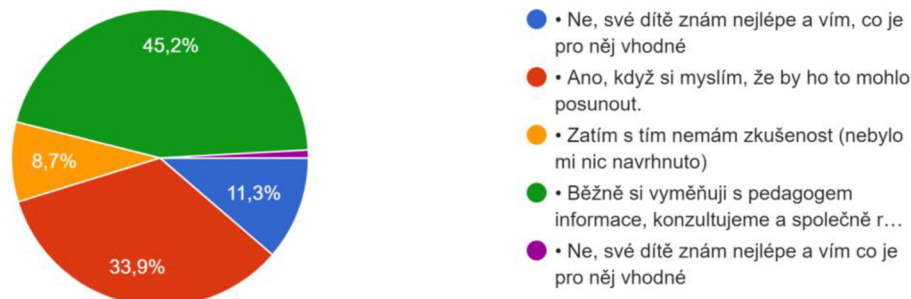 45,2%
8,7%
11,3%
33,9%
• Ne, své dítě znám nejlépe a vím, co je
pro něj vhodné
• Ano, když si myslím, že by ho to mohlo
posunout.
• Zatím s tím nemám zkušenost (nebylo
mi nic navrhnuto)
• Běžně si vyměňuji s pedagogem
informace, konzultujeme a společně r…
• Ne, své dítě znám nejlépe a vím co je
pro něj vhodné